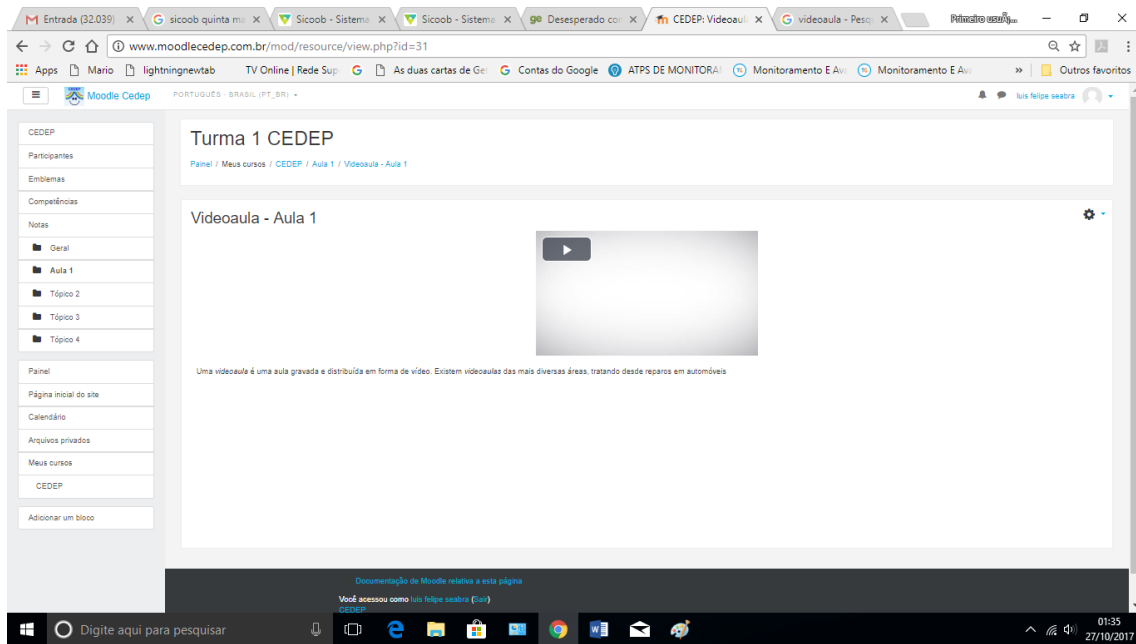 Entrada (32.039)
sicoob quinta ma
Sicoob - Sistema
Sicoob - Sistema
Desesperado con
CEDEP: Videoaul
videoaula - Pesq
www.moodlecedep.com.br/mod/resource/view.php?id=31
Apps
Mario
lightningnewtab
TV Online | Rede Sup
As duas cartas de Ge
Contas do Google
ATPS DE MONITORA
Monitoramento E Av
Monitoramento E Av
»
Outros favoritos
Moodle Cedep
PORTUGUÊS - BRASIL (PT_BR)
luis felipe seabra
CEDEP
Participantes
Emblemas
Competências
Notas
Geral
Aula 1
Tópico 2
Tópico 3
Tópico 4
Painel
Página inicial do site
Calendário
Arquivos privados
Meus cursos
CEDEP
Adicionar um bloco
Turma 1 CEDEP
Painel / Meus cursos / CEDEP / Aula 1 / Videoaula - Aula 1
Videoaula - Aula 1
Uma videoaula é uma aula gravada e distribuída em forma de vídeo. Existem videoaulas das mais diversas áreas, tratando desde reparos em automóveis
Documentação de Moodle relativa a esta página
Você acessou como luis felipe seabra (Sair)
CEDEP
Digite aqui para pesquisar
01:35
27/10/2017